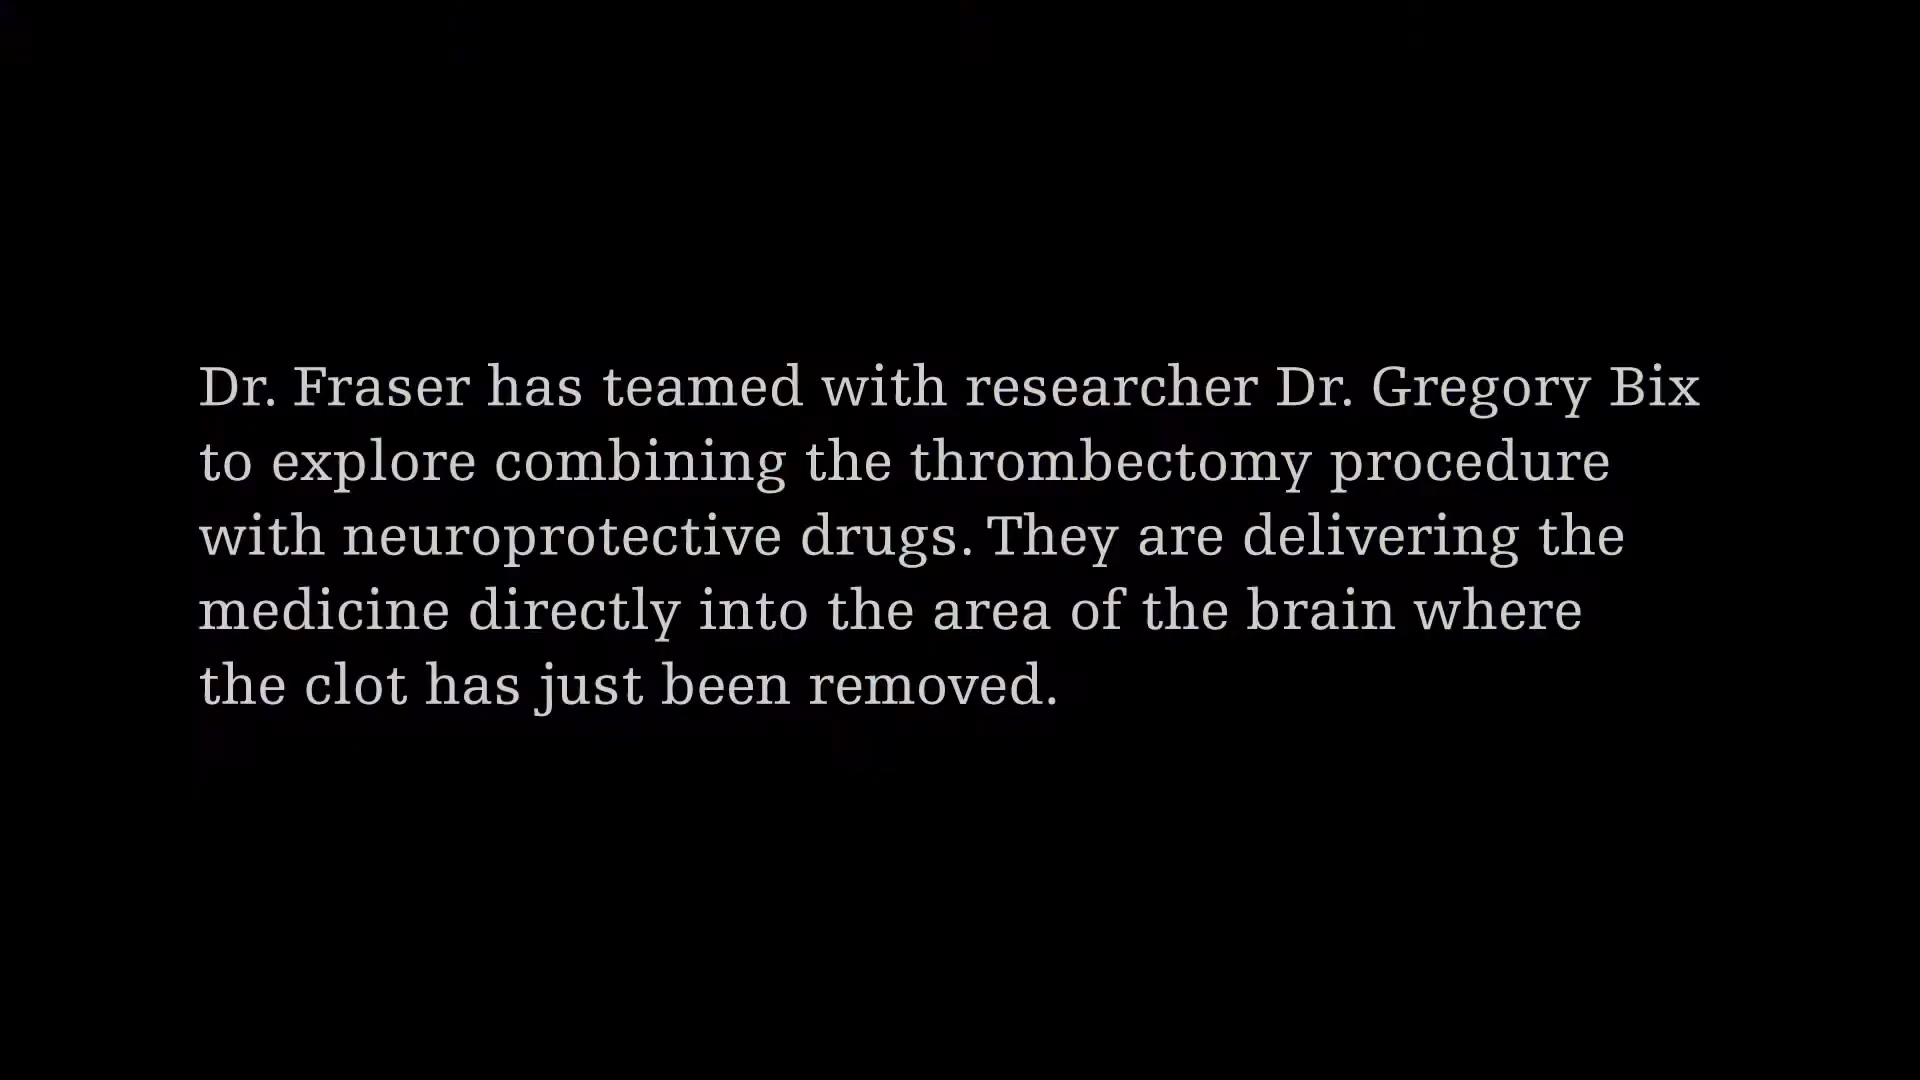 Dr. Fraser has teamed with researcher Dr. Gregory Bix
to explore combining the thrombectomy procedure
with neuroprotective drugs. They are delivering the
medicine directly into the area of the brain where
the clot has just been removed.